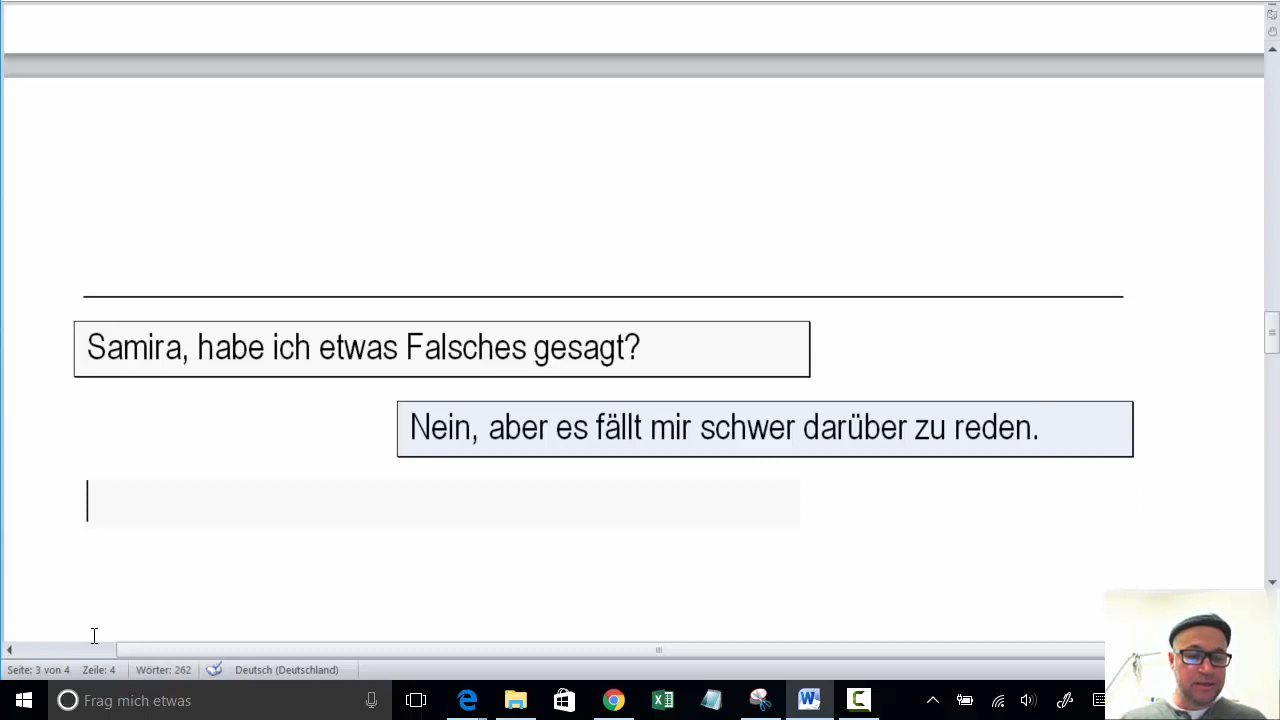 Samira, habe ich etwas Falsches gesagt?
Nein, aber es fällt mir schwer darüber zu reden.
Seite: 3 von 4 Zeile: 4 Wörter: 262 Deutsch (Deutschland)
Frag mich etwas